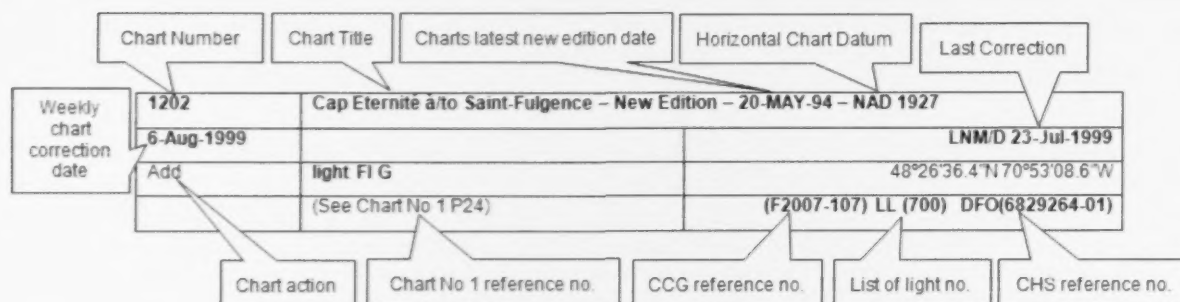 Chart Number
Chart Title
Charts latest new edition date
Horizontal Chart Datum
Last Correction
Weekly
chart
correction
date
1202
Cap Eternité à/to Saint-Fulgence – New Edition – 20-MAY-94 – NAD 1927
6-Aug-1999
LNM/D 23-Jul-1999
Add
light Fl G
48°26'36.4"N 70°53'08.6"W
(See Chart No 1 P24)
(F2007-107) LL (700) DFO(6829264-01)
Chart action
Chart No 1 reference no.
CCG reference no.
List of light no.
CHS reference no.